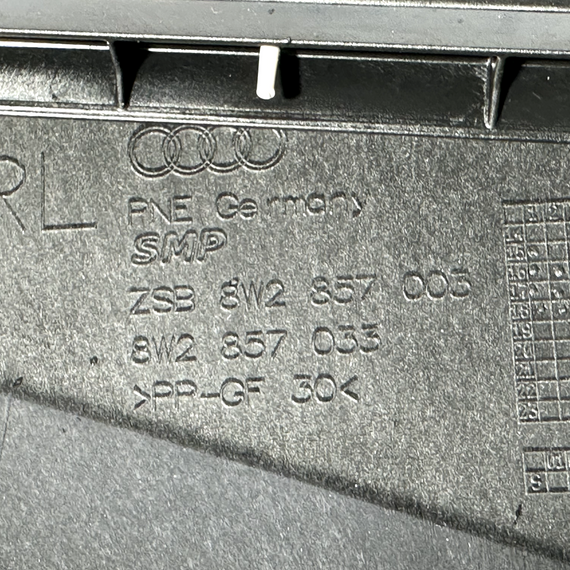 RL
PNE Germany
SMP
ZSB 8W2 857 003
8W2 857 033
>PP-GF 30<